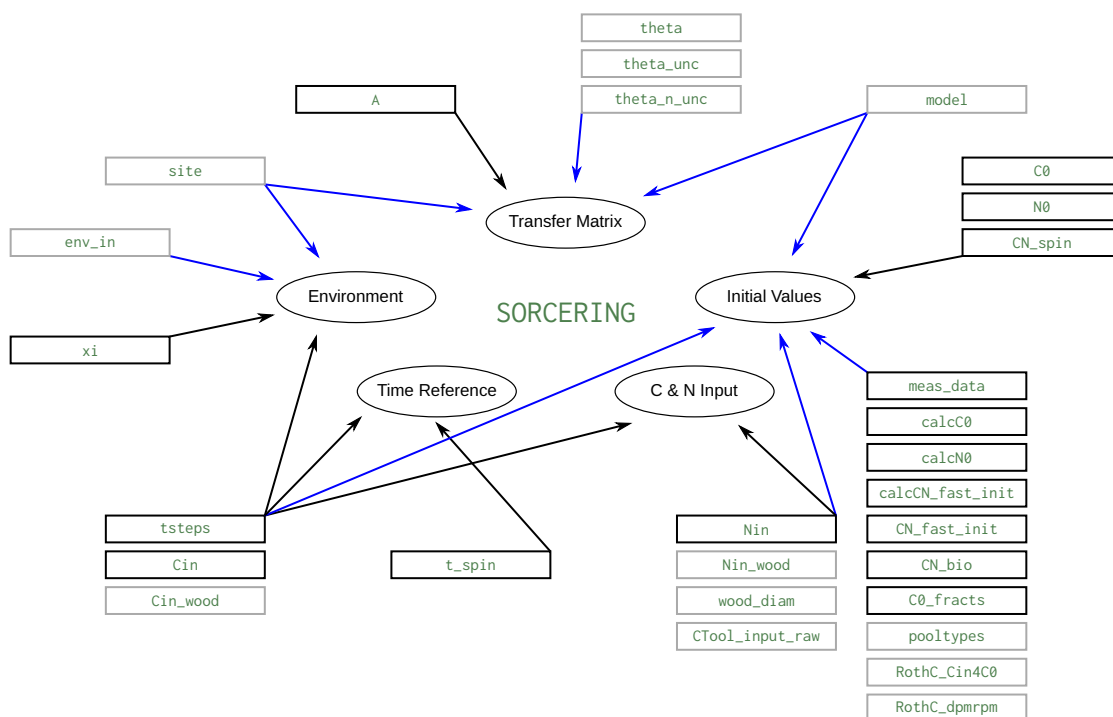 theta
theta_unc
theta_n_unc
A
model
site
C0
N0
CN_spin
env_in
Transfer Matrix
Environment
Initial Values
SORCERING
xi
Time Reference
C & N Input
meas_data
calcC0
calcN0
calcCN_fast_init
CN_fast_init
CN_bio
C0_fracts
pooltypes
RothC_Cin4C0
RothC_dpmrpm
tsteps
Cin
Cin_wood
t_spin
Nin
Nin_wood
wood_diam
CTool_input_raw